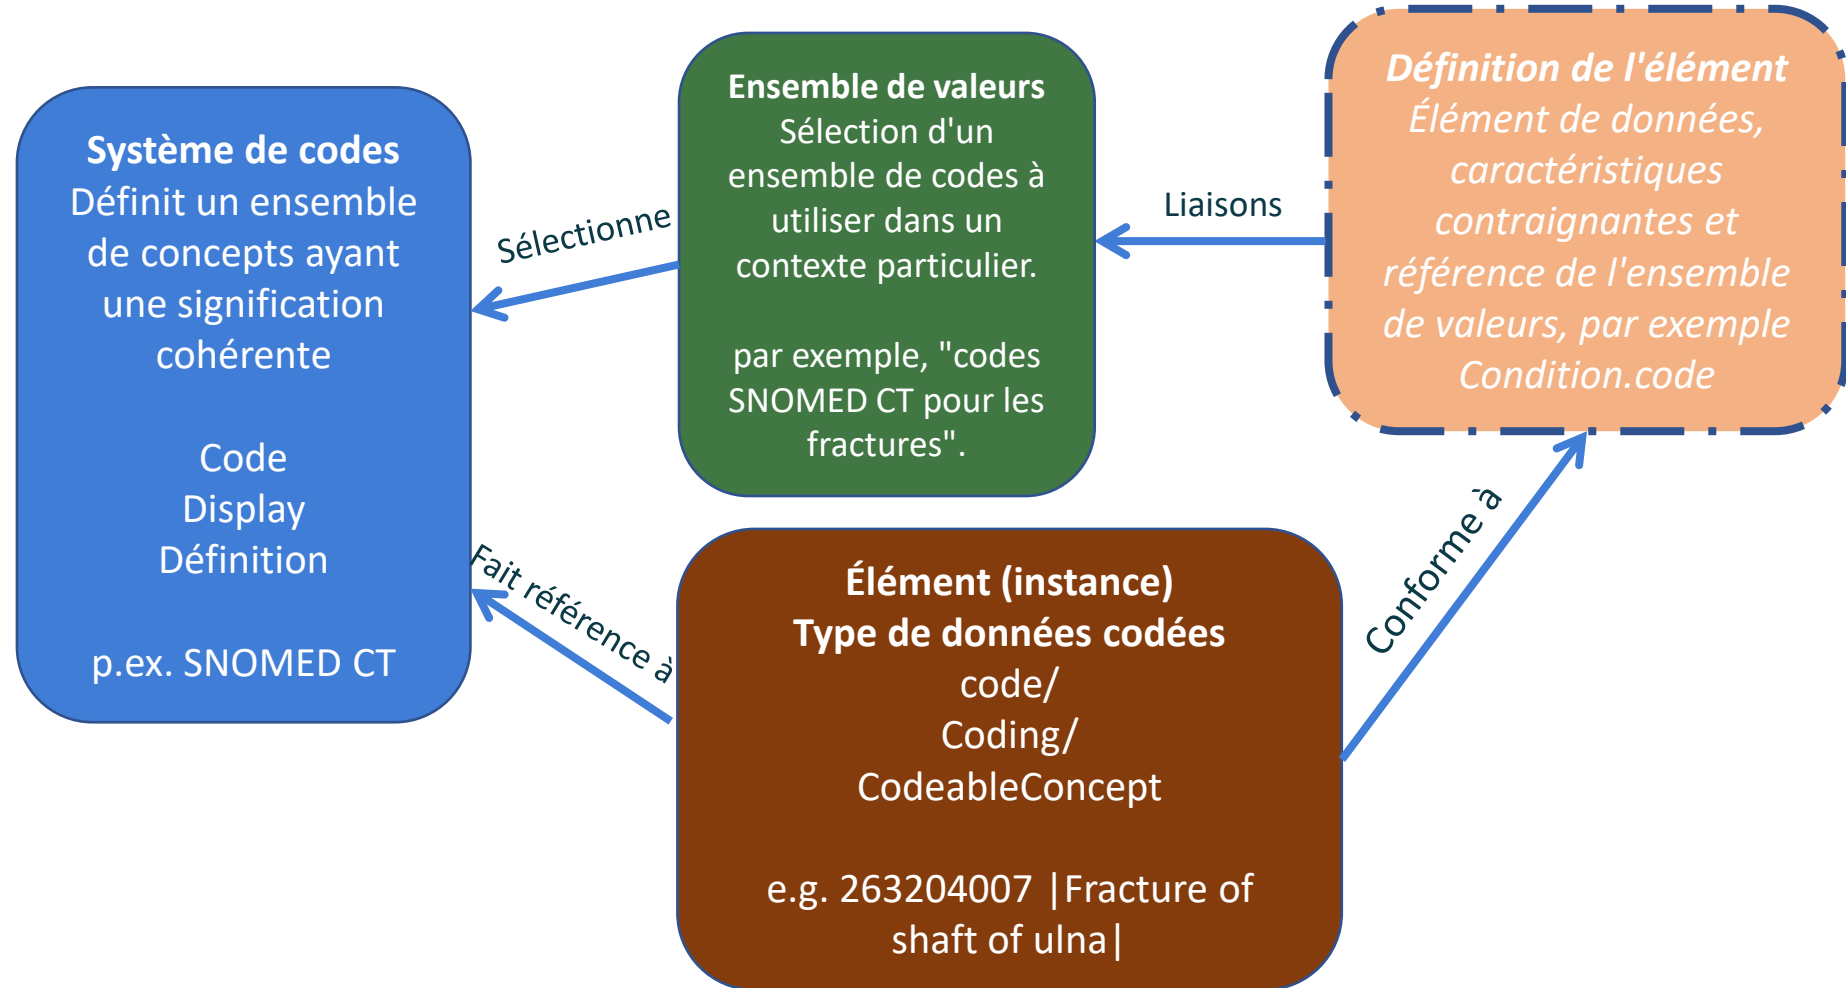 Système de codes
Définit un ensemble
de concepts ayant
une signification
cohérente
Code
Display
Définition
p.ex. SNOMED CT
Sélectionne
Fait référence à
Ensemble de valeurs
Sélection d'un
ensemble de codes à
utiliser dans un
contexte particulier.
par exemple, "codes
SNOMED CT pour les
fractures".
Liaisons
Définition de l'élément
Élément de données,
caractéristiques
contraignantes et
référence de l'ensemble
de valeurs, par exemple
Condition.code
Élément (instance)
Type de données codées
code/
Coding/
CodeableConcept
e.g. 263204007 |Fracture of
shaft of ulna|
Conforme à